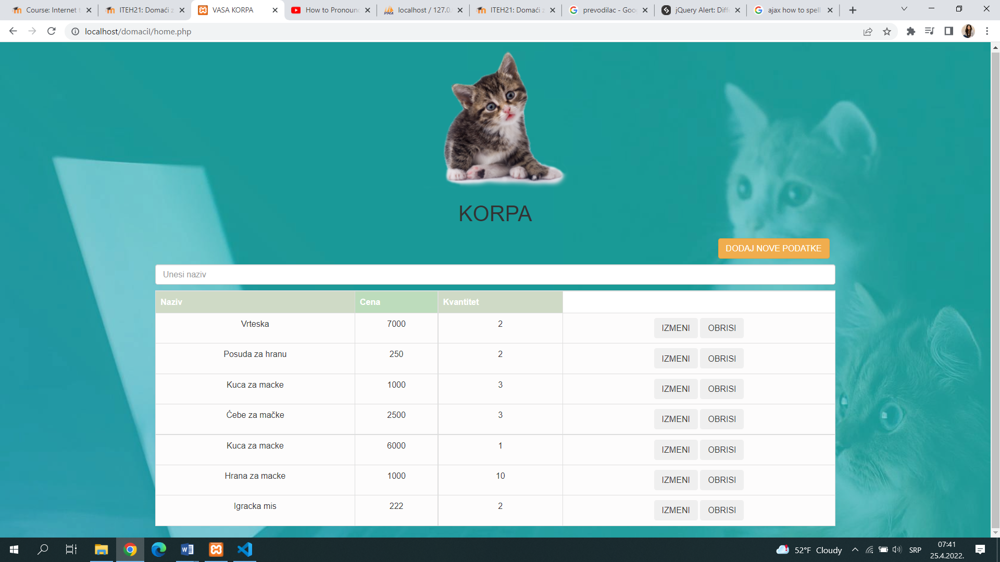 Course: Internet t
ITEH21: Domaći z
VASA KORPA
How to Pronoun
localhost / 127.0.
ITEH21: Domaći z
prevodilac - Goo
jQuery Alert: Diff
ajax how to spell
localhost/domacil/home.php
KORPA
DODAJ NOVE PODATKE
Unesi naziv
Naziv Cena Kvantitet
Vrteska 7000 2 IZMENI OBRISI
Posuda za hranu 250 2 IZMENI OBRISI
Kuca za macke 1000 3 IZMENI OBRISI
Ćebe za mačke 2500 3 IZMENI OBRISI
Kuca za macke 6000 1 IZMENI OBRISI
Hrana za macke 1000 10 IZMENI OBRISI
Igracka mis 222 2 IZMENI OBRISI
52°F Cloudy
SRP
07:41
25.4.2022.